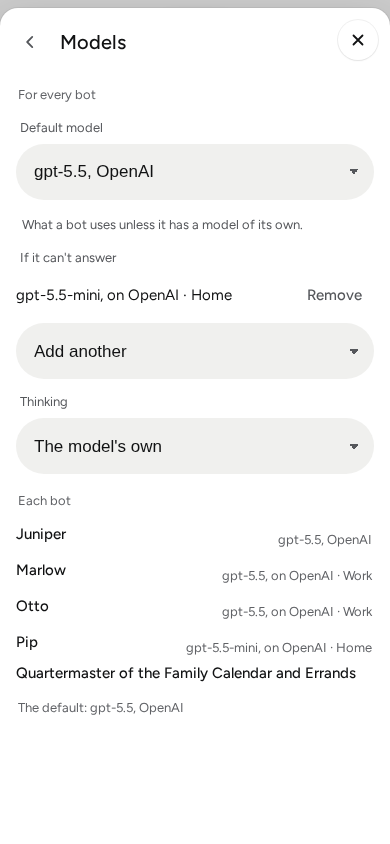 Models
For every bot
Default model
gpt-5.5, OpenAI
What a bot uses unless it has a model of its own.
If it can't answer
gpt-5.5-mini, on OpenAI · Home Remove
Add another
Thinking
The model's own
Each bot
Juniper gpt-5.5, OpenAI
Marlow gpt-5.5, on OpenAI · Work
Otto gpt-5.5, on OpenAI · Work
Pip gpt-5.5-mini, on OpenAI · Home
Quartermaster of the Family Calendar and Errands
The default: gpt-5.5, OpenAI